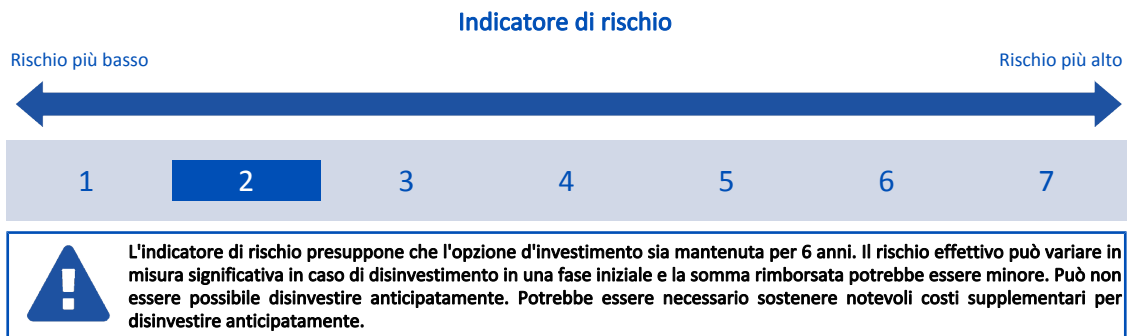 Indicatore di rischio
Rischio più basso
Rischio più alto
1 2 3 4 5 6 7
L'indicatore di rischio presuppone che l'opzione d'investimento sia mantenuta per 6 anni. Il rischio effettivo può variare in
misura significativa in caso di disinvestimento in una fase iniziale e la somma rimborsata potrebbe essere minore. Può non
essere possibile disinvestire anticipatamente. Potrebbe essere necessario sostenere notevoli costi supplementari per
disinvestire anticipatamente.